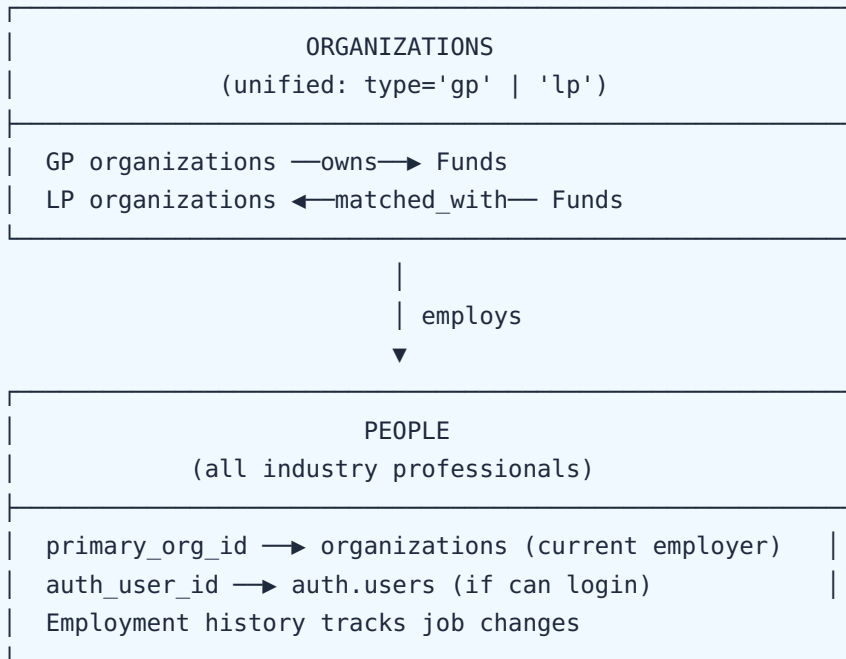 ORGANIZATIONS
(unified: type='gp' | 'lp')
GP organizations ──owns──▶ Funds
LP organizations ◀──matched_with── Funds
employs
PEOPLE
(all industry professionals)
primary_org_id ──▶ organizations (current employer)
auth_user_id ──▶ auth.users (if can login)
Employment history tracks job changes